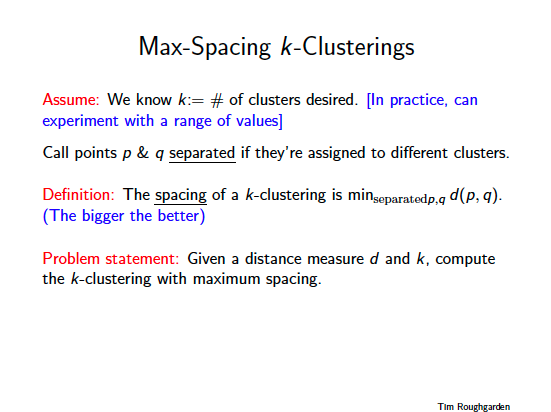 Max-Spacing k-Clusterings
Assume: We know k:= # of clusters desired. [In practice, can
experiment with a range of values]
Call points p & q separated if they're assigned to different clusters.
Definition: The spacing of a k-clustering is min_{separated p,q} d(p, q).
(The bigger the better)
Problem statement: Given a distance measure d and k, compute
the k-clustering with maximum spacing.
Tim Roughgarden